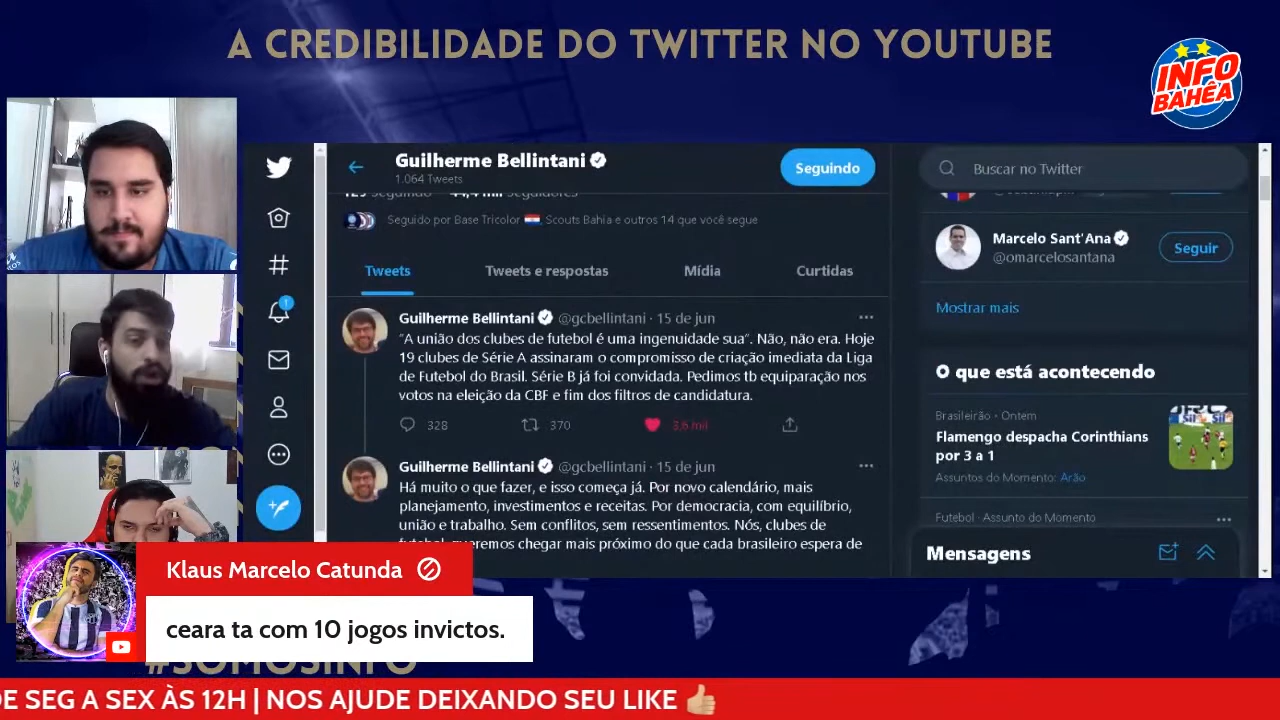 A CREDIBILIDADE DO TWITTER NO YOUTUBE
INFO
BAHÊA
Guilherme Bellintani
1.064 Tweets
Seguindo
seguidores
Seguido por Base Tricolor 🇵🇾, Scouts Bahia e outros 14 que você segue
Tweets
Tweets e respostas
Mídia
Curtidas
Guilherme Bellintani @gcbellintani · 15 de jun
"A união dos clubes de futebol é uma ingenuidade sua". Não, não era. Hoje
19 clubes de Série A assinaram o compromisso de criação imediata da Liga
de Futebol do Brasil. Série B já foi convidada. Pedimos tb equiparação nos
votos na eleição da CBF e fim dos filtros de candidatura.
328
370
3,6 mil
Guilherme Bellintani @gcbellintani · 15 de jun
Há muito o que fazer, e isso começa já. Por novo calendário, mais
planejamento, investimentos e receitas. Por democracia, com equilíbrio,
união e trabalho. Sem conflitos, sem ressentimentos. Nós, clubes de
futebol, queremos chegar mais próximo do que cada brasileiro espera de
Buscar no Twitter
Marcelo Sant'Ana
@omarcelosantana
Seguir
Mostrar mais
O que está acontecendo
Brasileirão · Ontem
Flamengo despacha Corinthians
por 3 a 1
Assuntos do Momento: Arão
Futebol · Assunto do Momento
Mensagens
Klaus Marcelo Catunda
ceara ta com 10 jogos invictos.
#SOMOSINFO
DE SEG A SEX ÀS 12H | NOS AJUDE DEIXANDO SEU LIKE 👍🏼